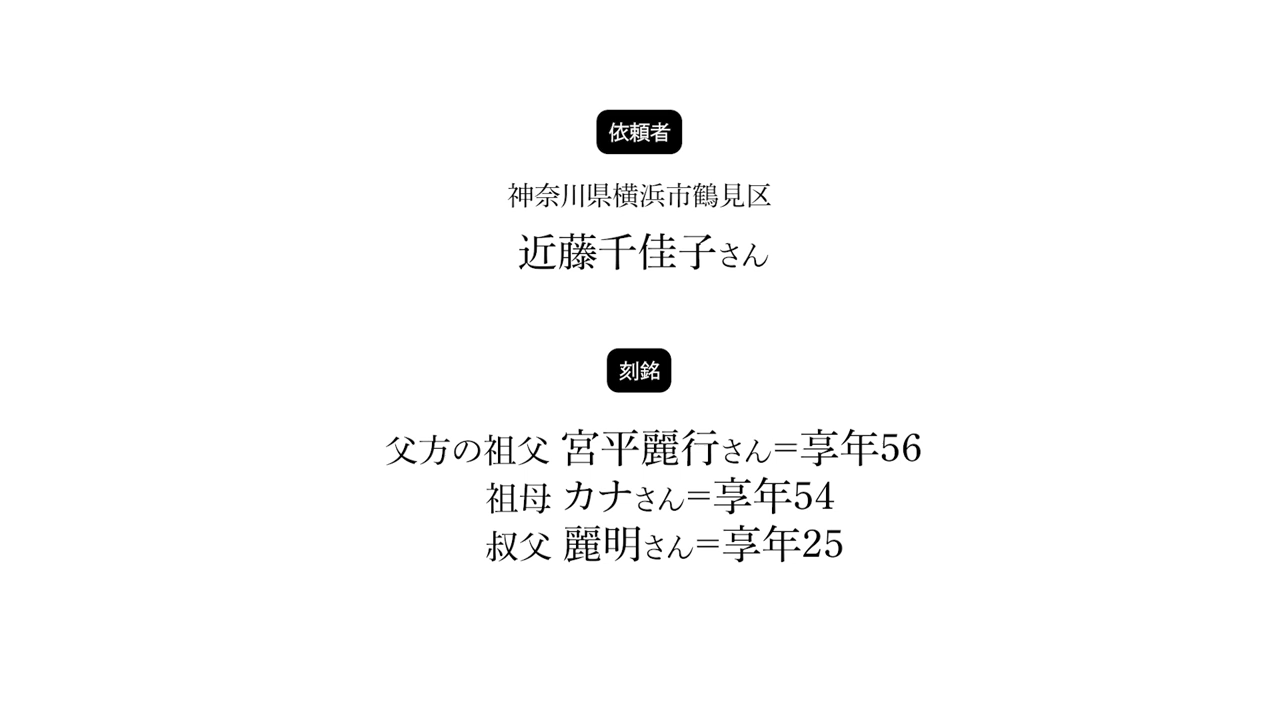 依頼者
神奈川県横浜市鶴見区
近藤千佳子さん
刻銘
父方の祖父 宮平麗行さん=享年56
祖母 カナさん=享年54
叔父 麗明さん=享年25